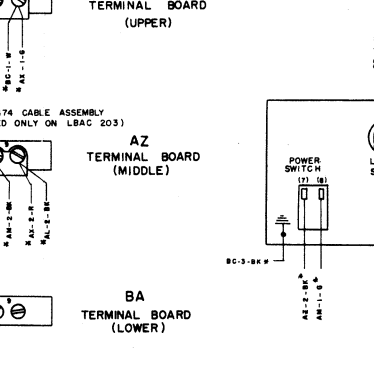 TERMINAL BOARD
(UPPER)
*BC-1-W
*AX-1-G
74 CABLE ASSEMBLY
ED ONLY ON LBAC 203)
AZ
TERMINAL BOARD
(MIDDLE)
*AM-2-BK
*AX-2-R
*AL-2-BK
POWER
SWITCH
(7) (8)
BC-3-BK*
AZ-2-BK*
AM-1-G*
BA
TERMINAL BOARD
(LOWER)
9